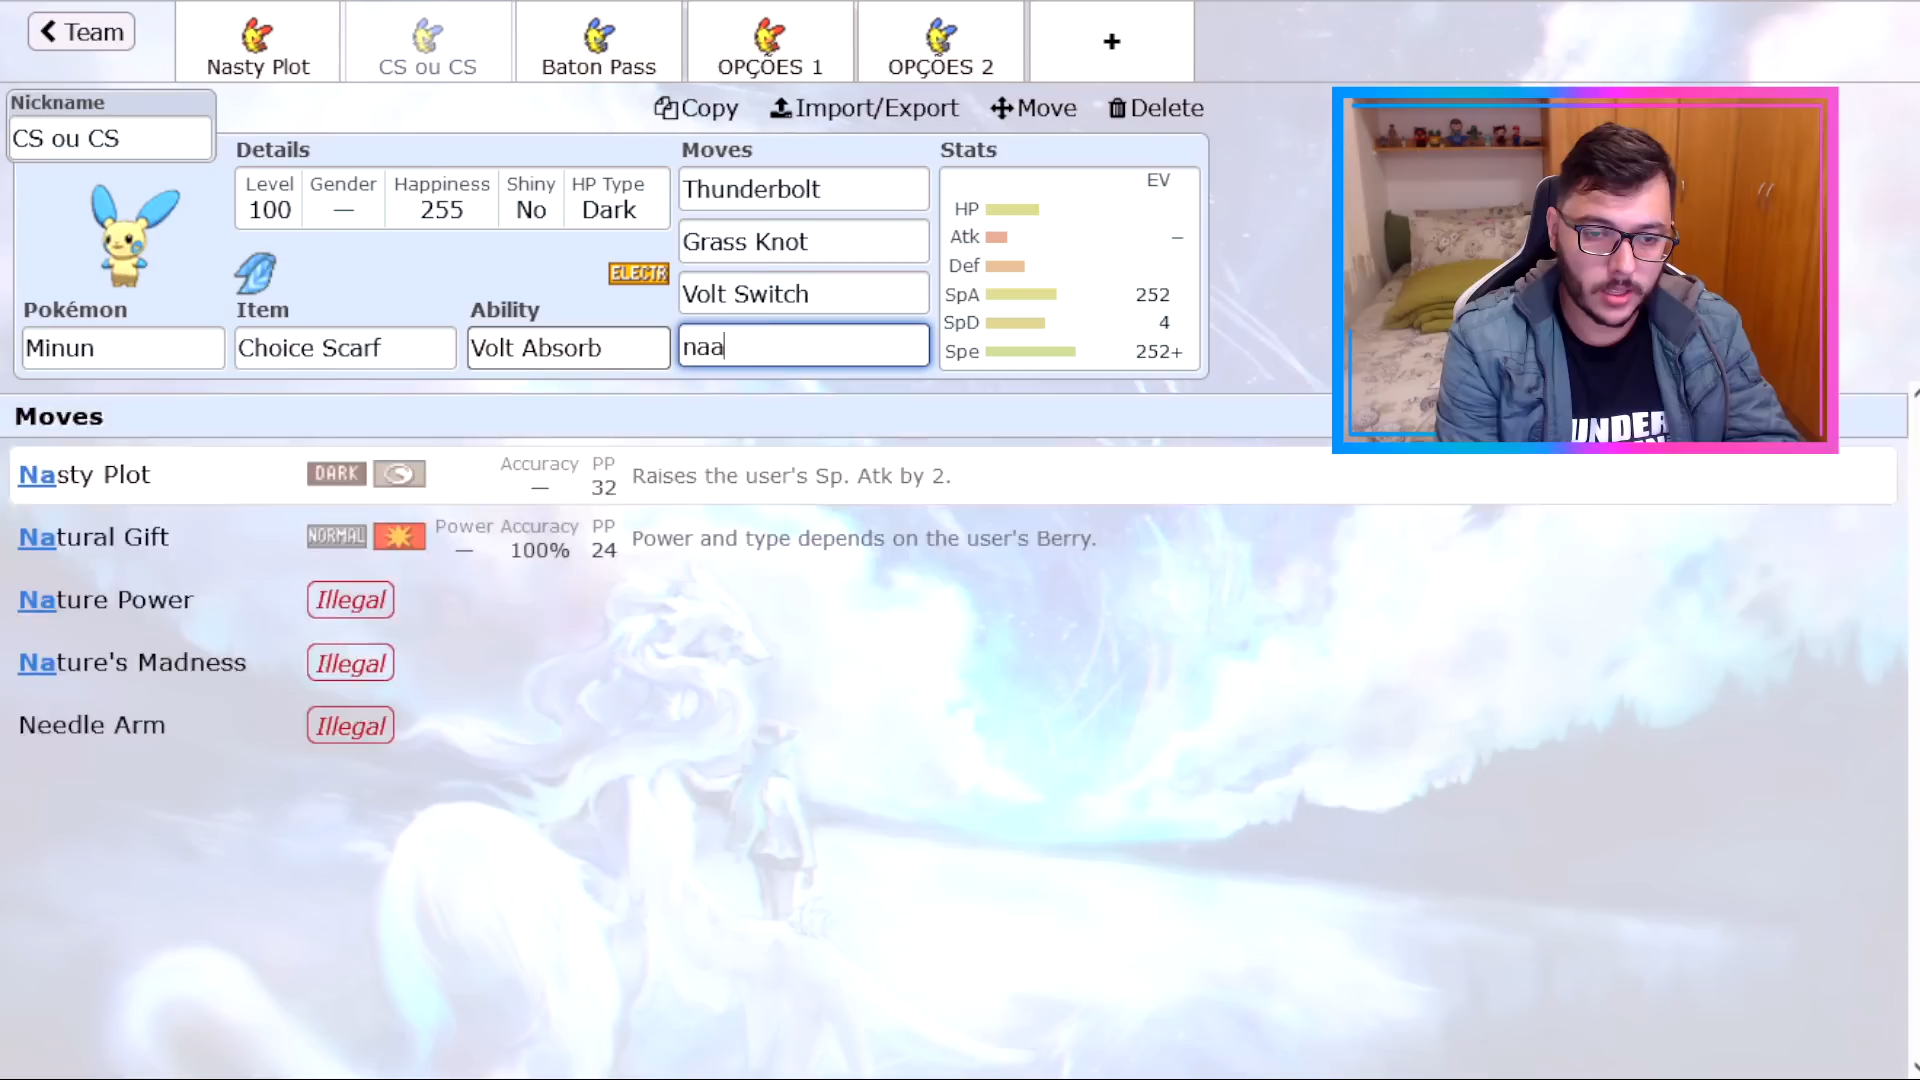 Team
Nasty Plot
CS ou CS
Baton Pass
OPÇÕES 1
OPÇÕES 2
+
Nickname
CS ou CS
Copy
Import/Export
Move
Delete
Details
Moves
Stats
Level
100
Gender
—
Happiness
255
Shiny
No
HP Type
Dark
ELECTR
Pokémon
Minun
Item
Choice Scarf
Ability
Volt Absorb
Thunderbolt
Grass Knot
Volt Switch
naa
EV
HP
Atk –
Def
SpA 252
SpD 4
Spe 252+
UNDER
Moves
Nasty Plot DARK Accuracy — PP 32 Raises the user's Sp. Atk by 2.
Natural Gift NORMAL Power — Accuracy 100% PP 24 Power and type depends on the user's Berry.
Nature Power Illegal
Nature's Madness Illegal
Needle Arm Illegal